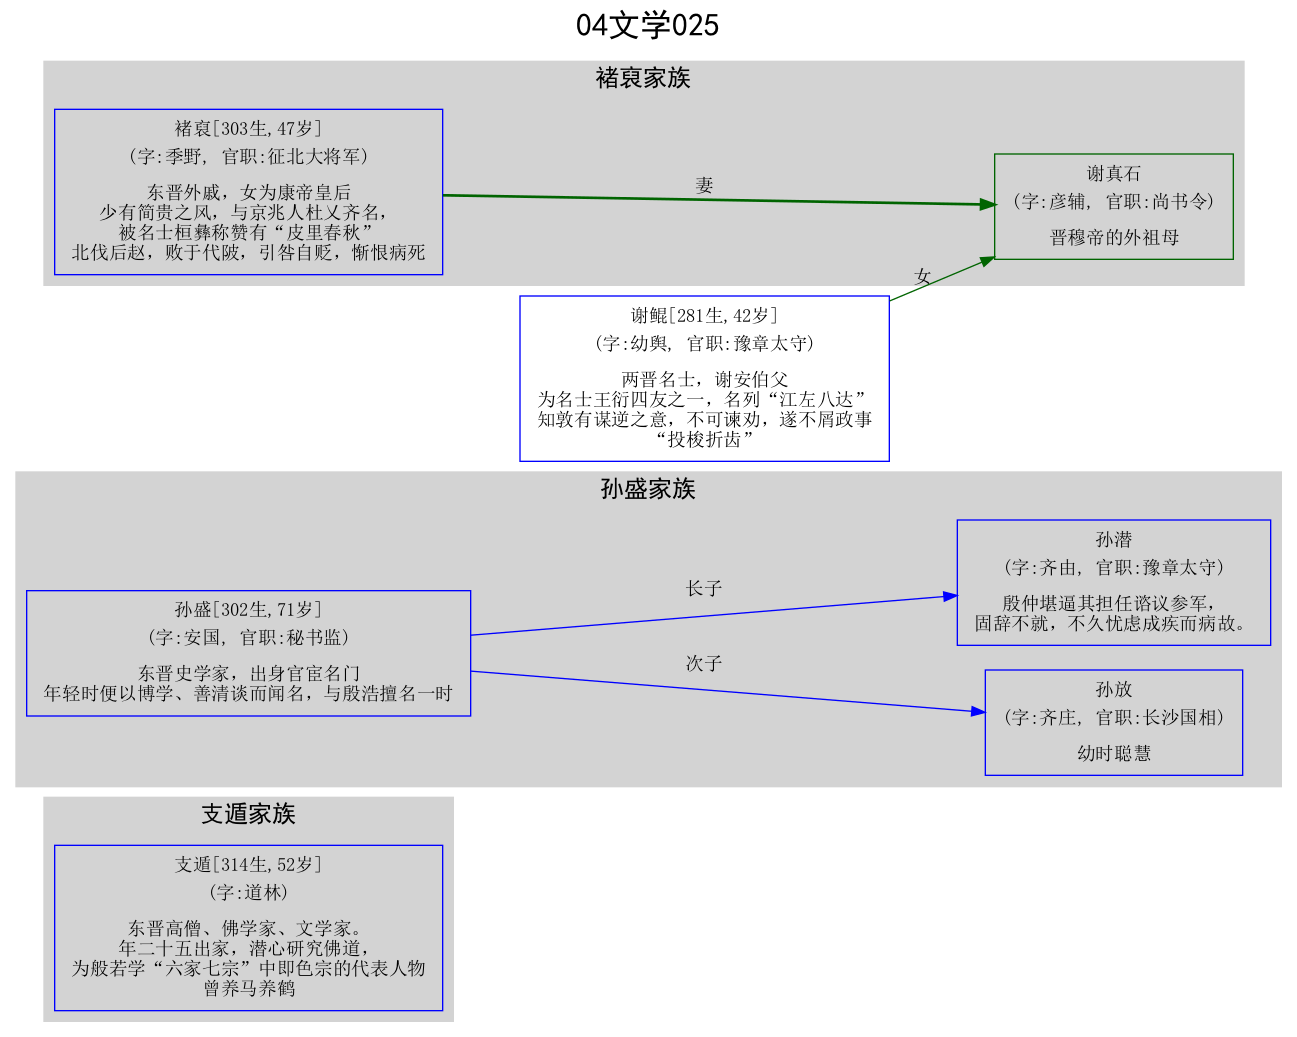 04文学025
褚裒家族
褚裒[303生,47岁]
(字:季野, 官职:征北大将军)
东晋外戚，女为康帝皇后
少有简贵之风，与京兆人杜乂齐名，
被名士桓彝称赞有“皮里春秋”
北伐后赵，败于代陂，引咎自贬，惭恨病死
妻
谢真石
(字:彦辅, 官职:尚书令)
晋穆帝的外祖母
女
谢鲲[281生,42岁]
(字:幼舆, 官职:豫章太守)
两晋名士，谢安伯父
为名士王衍四友之一，名列“江左八达”
知敦有谋逆之意，不可谏劝，遂不屑政事
“投梭折齿”
孙盛家族
孙盛[302生,71岁]
(字:安国, 官职:秘书监)
东晋史学家，出身官宦名门
年轻时便以博学、善清谈而闻名，与殷浩擅名一时
长子
孙潜
(字:齐由, 官职:豫章太守)
殷仲堪逼其担任谘议参军，
固辞不就，不久忧虑成疾而病故。
次子
孙放
(字:齐庄, 官职:长沙国相)
幼时聪慧
支遁家族
支遁[314生,52岁]
(字:道林)
东晋高僧、佛学家、文学家。
年二十五出家，潜心研究佛道，
为般若学“六家七宗”中即色宗的代表人物
曾养马养鹤